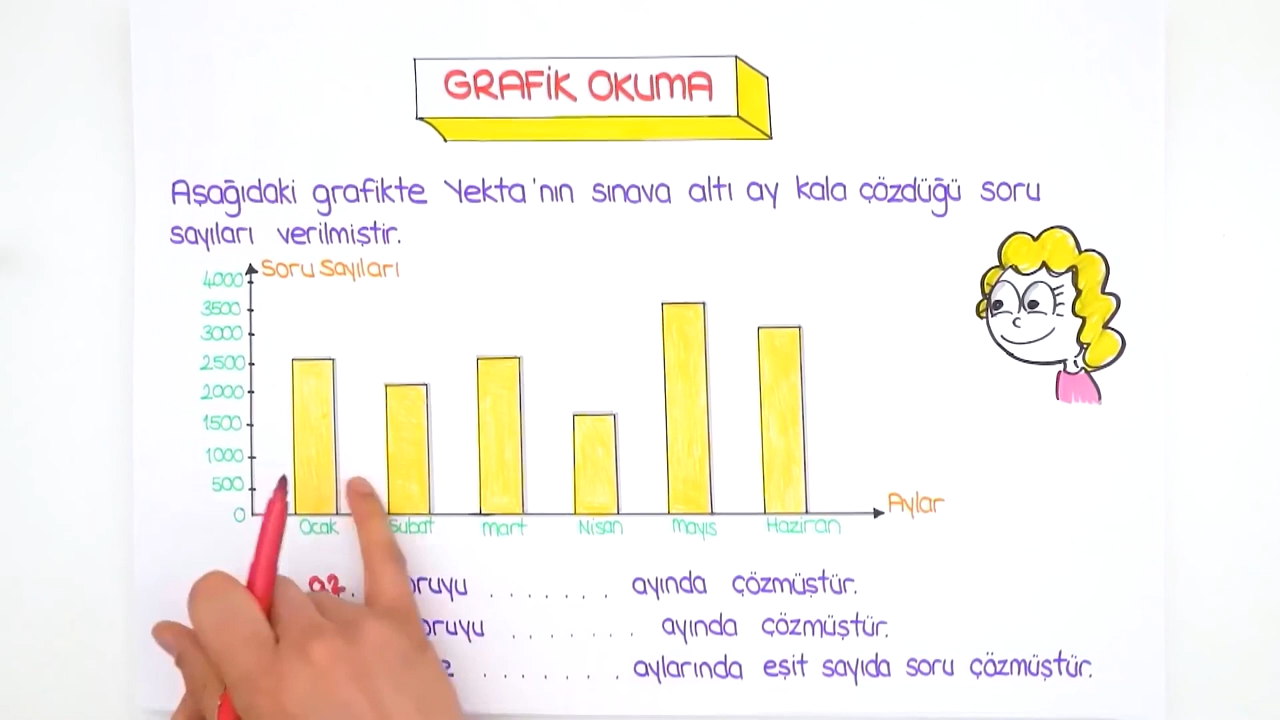 GRAFİK OKUMA
Aşağıdaki grafikte Yekta'nın sınava altı ay kala çözdüğü soru
sayıları verilmiştir.
Soru Sayıları
4000
3500
3000
2500
2000
1500
1000
500
0
Aylar
Ocak Şubat Mart Nisan Mayıs Haziran
az. ....... ayında çözmüştür.
....... ayında çözmüştür.
....... aylarında eşit sayıda soru çözmüştür.